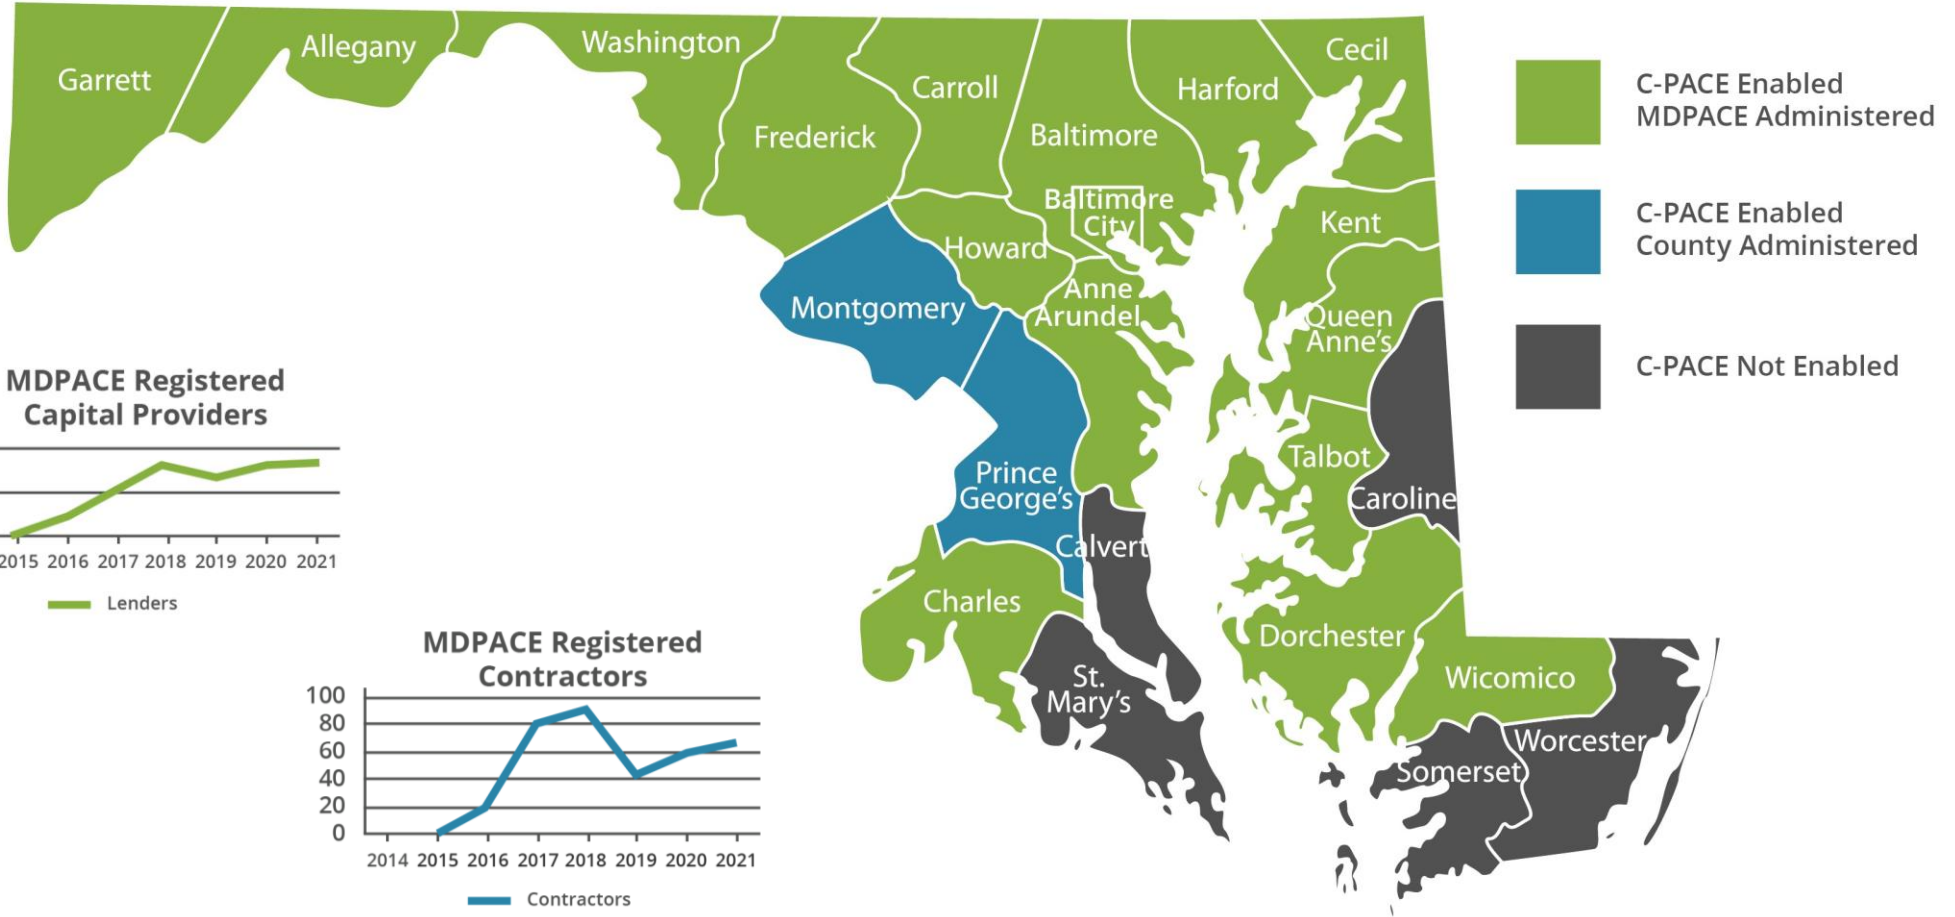 Garrett
Allegany
Washington
Frederick
Carroll
Baltimore
Harford
Cecil
Baltimore
City
Howard
Kent
Montgomery
Anne
Arundel
Queen
Anne's
Prince
George's
Talbot
Caroline
Calvert
Charles
St.
Mary's
Dorchester
Wicomico
Worcester
Somerset
C-PACE Enabled
MDPACE Administered
C-PACE Enabled
County Administered
C-PACE Not Enabled
MDPACE Registered
Capital Providers
2015 2016 2017 2018 2019 2020 2021
Lenders
MDPACE Registered
Contractors
100
80
60
40
20
0
2014 2015 2016 2017 2018 2019 2020 2021
Contractors